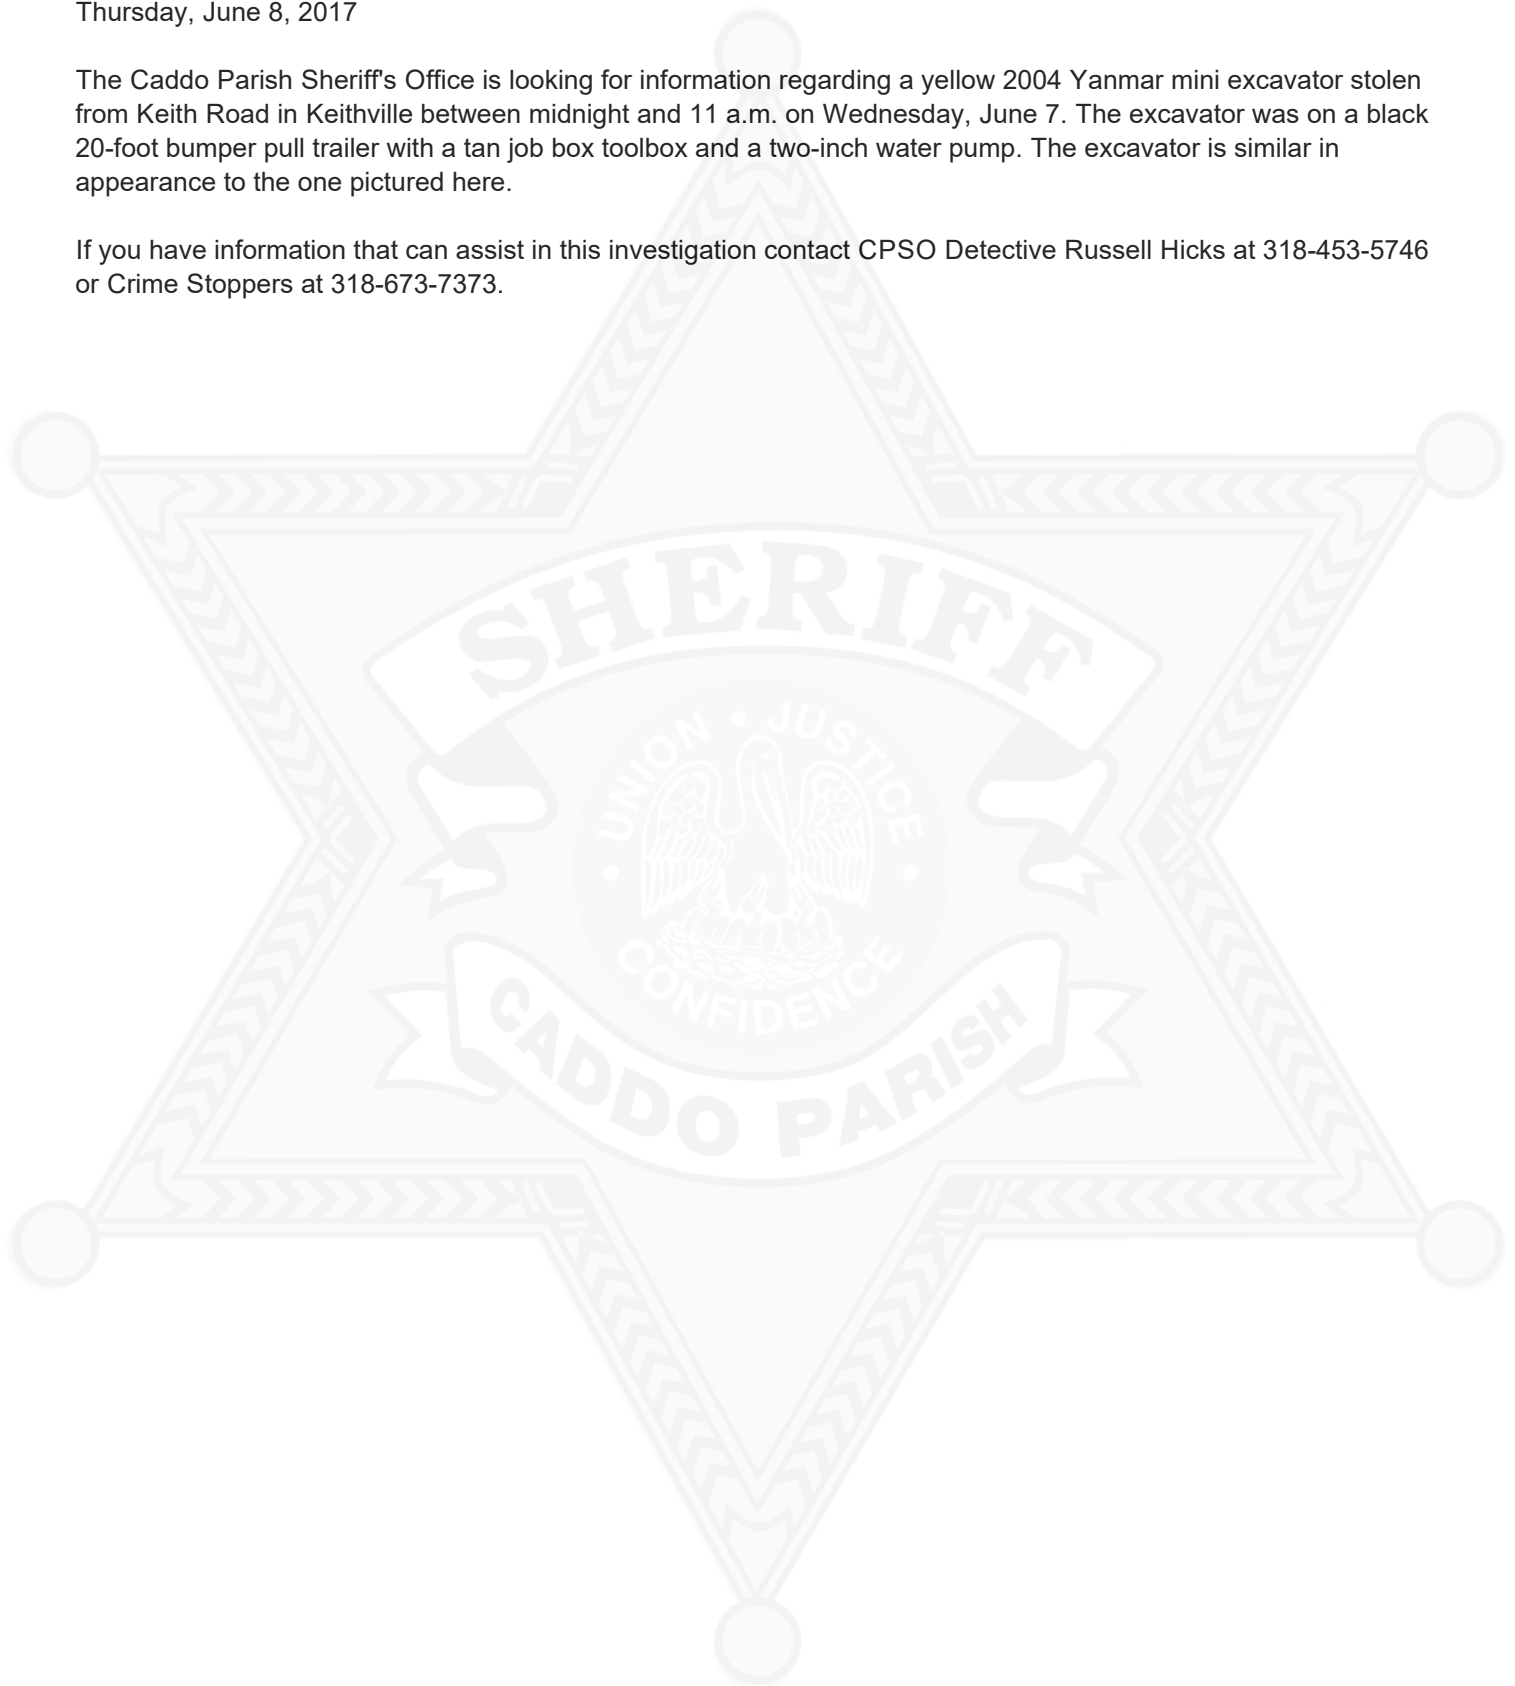 Thursday, June 8, 2017
The Caddo Parish Sheriff's Office is looking for information regarding a yellow 2004 Yanmar mini excavator stolen
from Keith Road in Keithville between midnight and 11 a.m. on Wednesday, June 7. The excavator was on a black
20-foot bumper pull trailer with a tan job box toolbox and a two-inch water pump. The excavator is similar in
appearance to the one pictured here.
If you have information that can assist in this investigation contact CPSO Detective Russell Hicks at 318-453-5746
or Crime Stoppers at 318-673-7373.
SHERIFF
UNION • JUSTICE •
CONFIDENCE •
CADDO PARISH